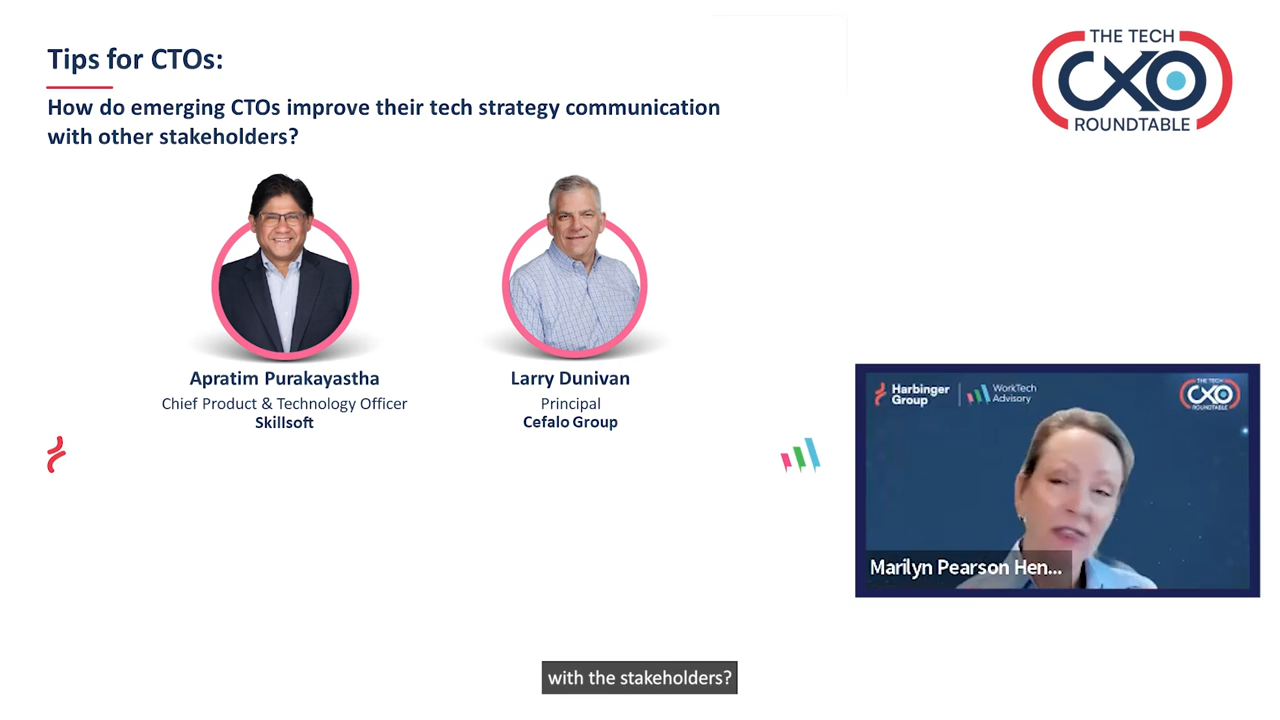 Tips for CTOs:
How do emerging CTOs improve their tech strategy communication
with other stakeholders?
THE TECH
CXO
ROUNDTABLE
Apratim Purakayastha
Chief Product & Technology Officer
Skillsoft
Larry Dunivan
Principal
Cefalo Group
Harbinger
Group
WorkTech
Advisory
THE TECH
CXO
ROUNDTABLE
Marilyn Pearson Hen...
with the stakeholders?